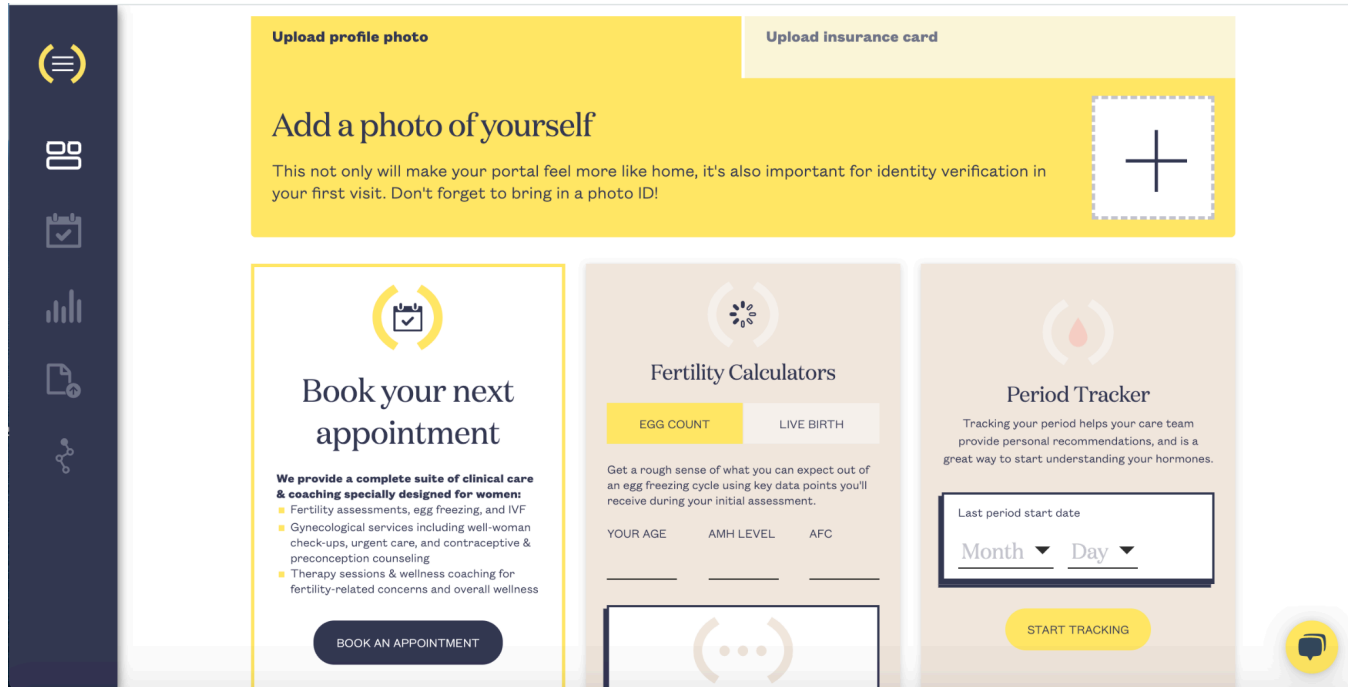 Upload profile photo
Upload insurance card
Add a photo of yourself
This not only will make your portal feel more like home, it's also important for identity verification in
your first visit. Don't forget to bring in a photo ID!
Book your next
appointment
We provide a complete suite of clinical care
& coaching specially designed for women:
Fertility assessments, egg freezing, and IVF
Gynecological services including well-woman
check-ups, urgent care, and contraceptive &
preconception counseling
Therapy sessions & wellness coaching for
fertility-related concerns and overall wellness
BOOK AN APPOINTMENT
Fertility Calculators
EGG COUNT
LIVE BIRTH
Get a rough sense of what you can expect out of
an egg freezing cycle using key data points you'll
receive during your initial assessment.
YOUR AGE
AMH LEVEL
AFC
Period Tracker
Tracking your period helps your care team
provide personal recommendations, and is a
great way to start understanding your hormones.
Last period start date
Month
Day
START TRACKING